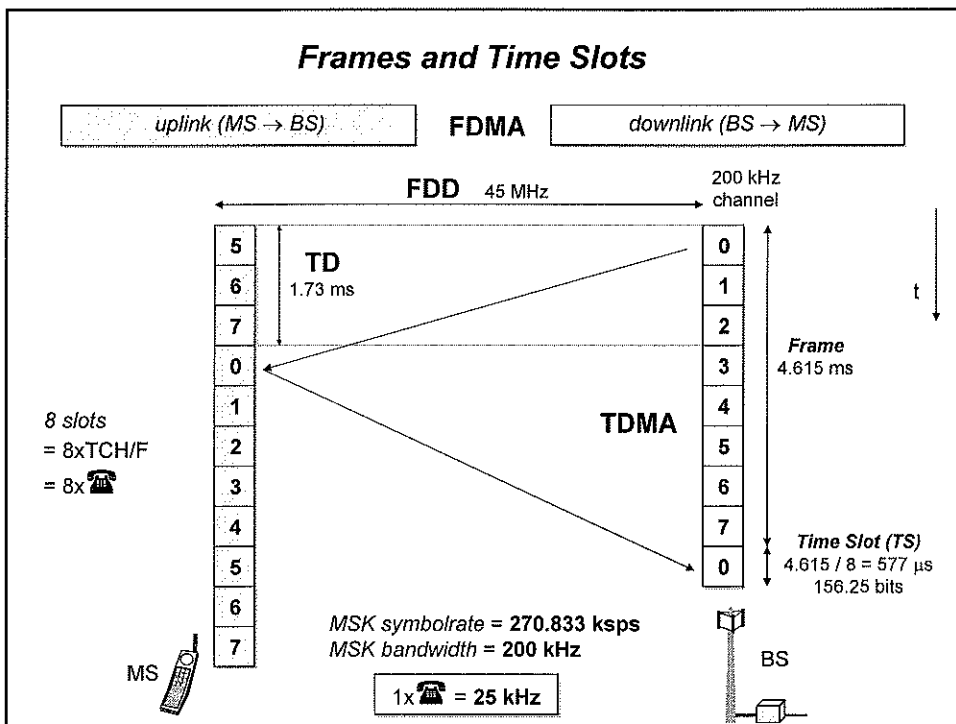 Frames and Time Slots
uplink (MS → BS)
FDMA
downlink (BS → MS)
FDD 45 MHz
200 kHz
channel
5
6
7
0
1
2
3
4
5
6
7
TD
1.73 ms
0
1
2
3
4
5
6
7
0
t
Frame
4.615 ms
TDMA
8 slots
= 8xTCH/F
= 8x☎
Time Slot (TS)
4.615 / 8 = 577 µs
156.25 bits
MSK symbolrate = 270.833 ksps
MSK bandwidth = 200 kHz
MS
BS
1x☎ = 25 kHz